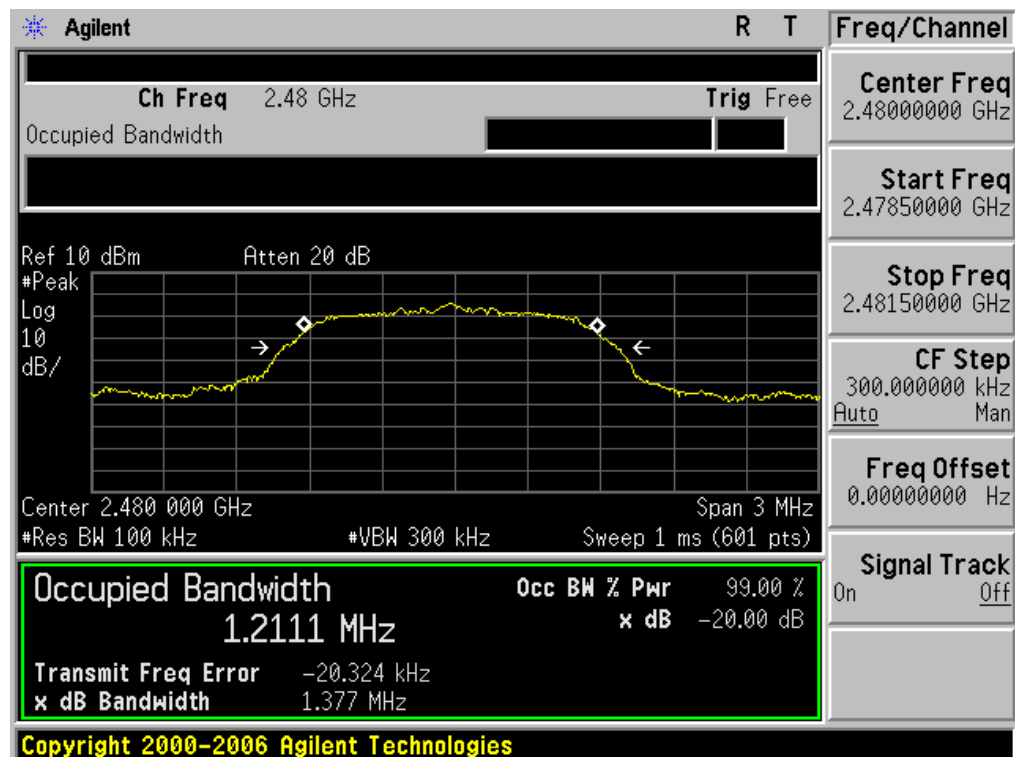 Agilent R T
Ch Freq 2.48 GHz Trig Free
Occupied Bandwidth
Ref 10 dBm Atten 20 dB
#Peak
Log
10
dB/
Center 2.480 000 GHz Span 3 MHz
#Res BW 100 kHz #VBW 300 kHz Sweep 1 ms (601 pts)
Occupied Bandwidth
1.2111 MHz
Occ BW % Pwr 99.00 %
x dB -20.00 dB
Transmit Freq Error -20.324 kHz
x dB Bandwidth 1.377 MHz
Copyright 2000-2006 Agilent Technologies
Freq/Channel
Center Freq
2.48000000 GHz
Start Freq
2.47850000 GHz
Stop Freq
2.48150000 GHz
CF Step
300.000000 kHz
Auto Man
Freq Offset
0.00000000 Hz
Signal Track
On Off